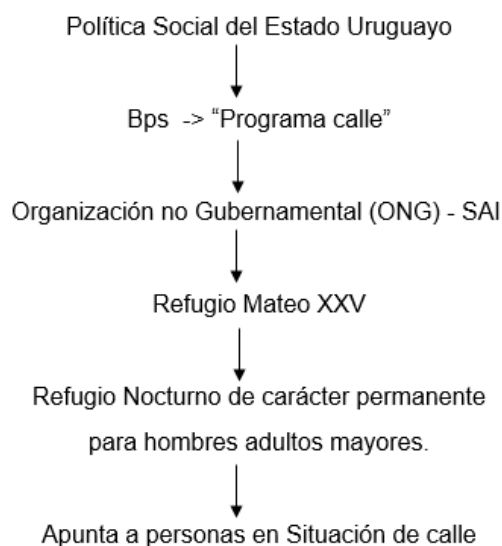 Política Social del Estado Uruguayo
Bps -> “Programa calle”
Organización no Gubernamental (ONG) - SAI
Refugio Mateo XXV
Refugio Nocturno de carácter permanente
para hombres adultos mayores.
Apunta a personas en Situación de calle